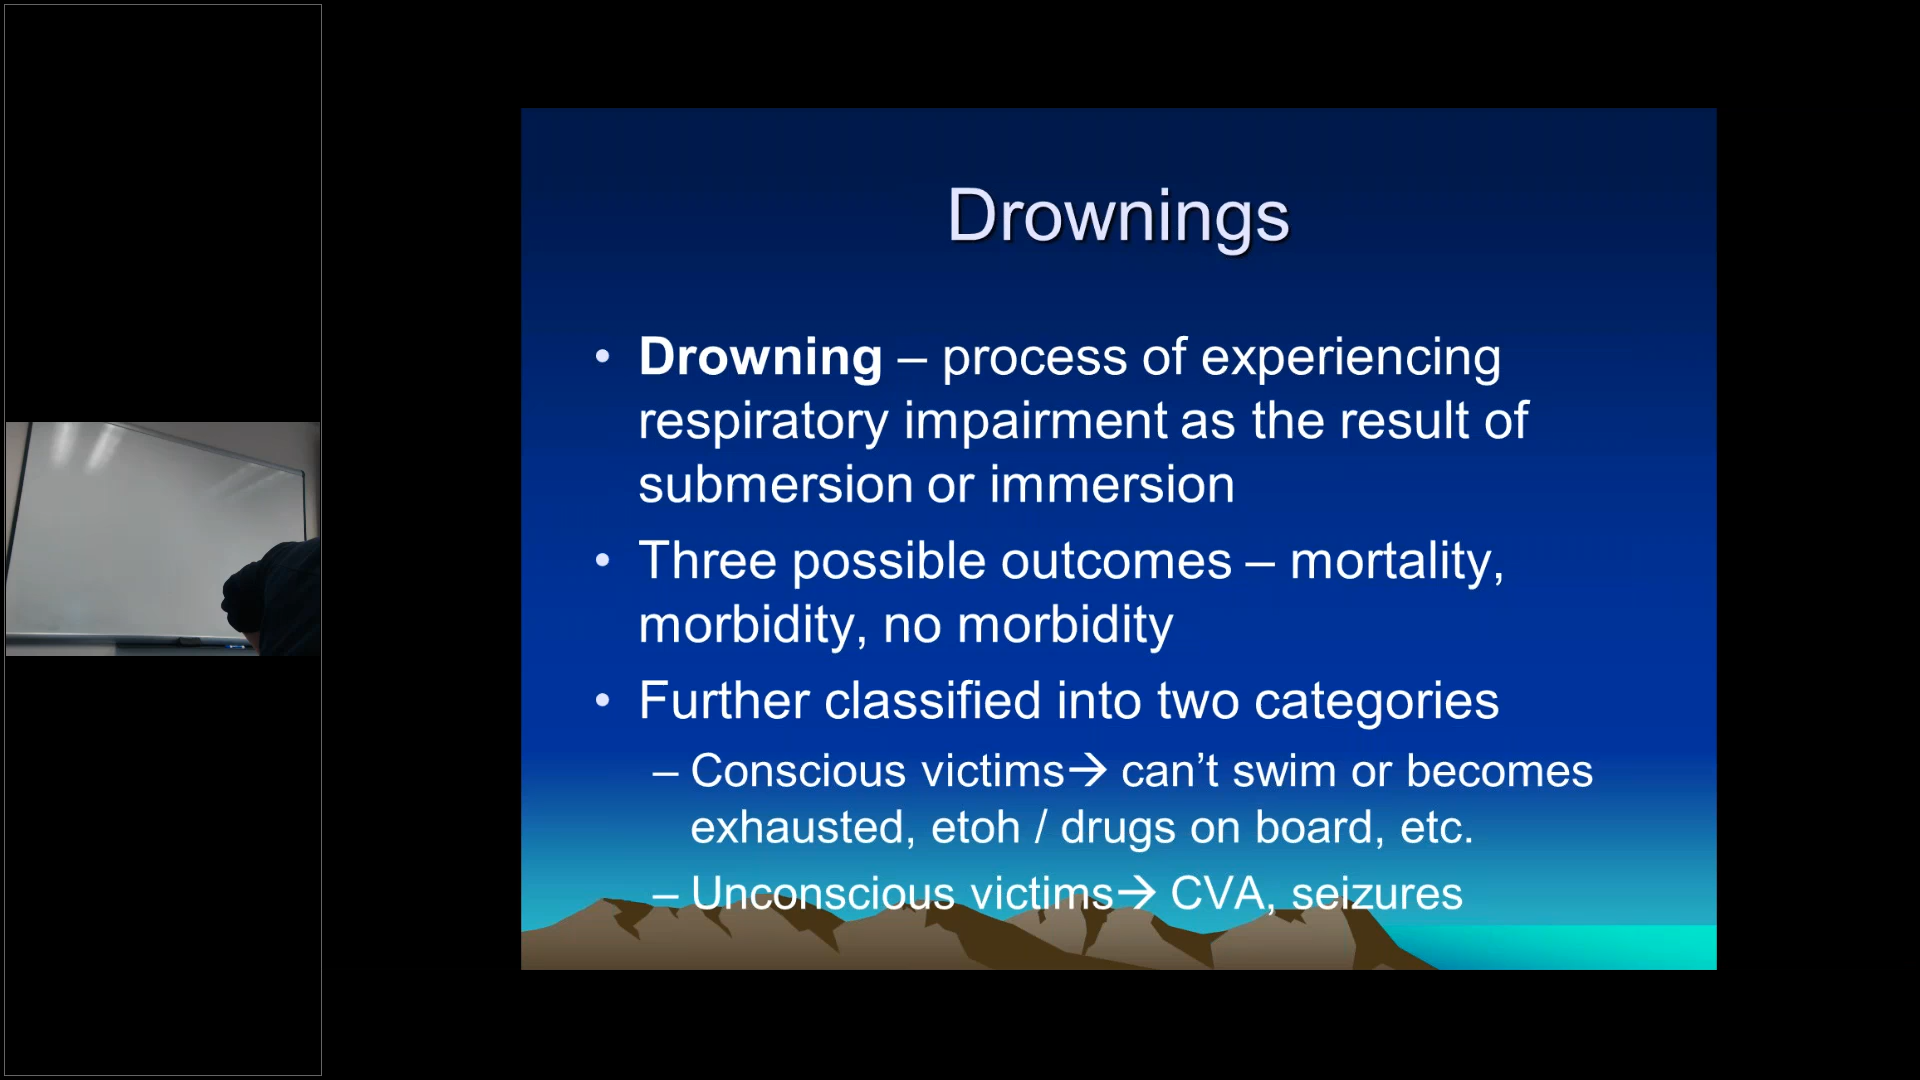 Drownings
• Drowning – process of experiencing
respiratory impairment as the result of
submersion or immersion
• Three possible outcomes – mortality,
morbidity, no morbidity
• Further classified into two categories
– Conscious victims→ can’t swim or becomes
exhausted, etoh / drugs on board, etc.
– Unconscious victims→ CVA, seizures